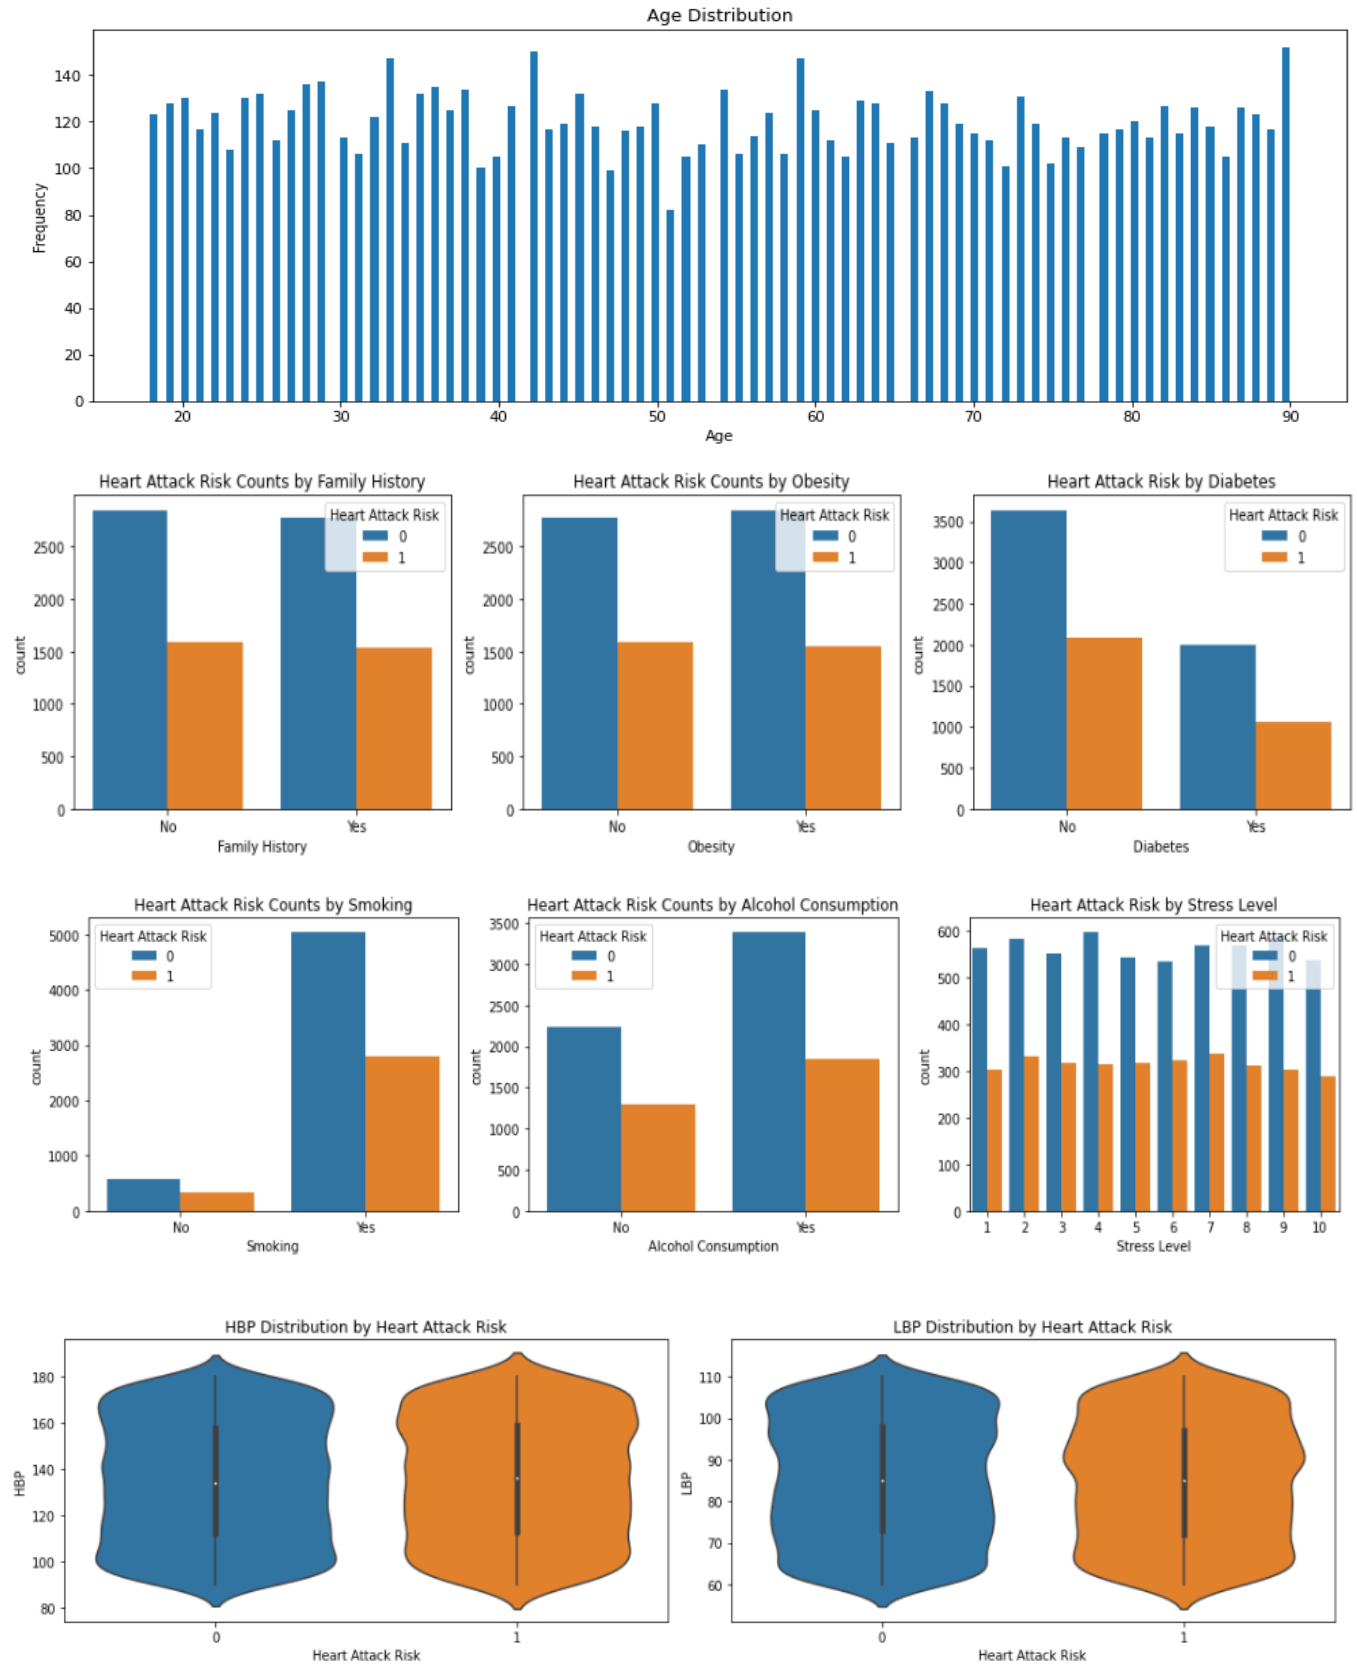 Age Distribution
140
120
100
80
60
40
20
0
Frequency
20 30 40 50 60 70 80 90
Age
Heart Attack Risk Counts by Family History
Heart Attack Risk
0
1
2500
2000
1500
1000
500
0
count
No Yes
Family History
Heart Attack Risk Counts by Obesity
Heart Attack Risk
0
1
2500
2000
1500
1000
500
0
count
No Yes
Obesity
Heart Attack Risk by Diabetes
Heart Attack Risk
0
1
3500
3000
2500
2000
1500
1000
500
0
count
No Yes
Diabetes
Heart Attack Risk Counts by Smoking
Heart Attack Risk
0
1
5000
4000
3000
2000
1000
0
count
No Yes
Smoking
Heart Attack Risk Counts by Alcohol Consumption
Heart Attack Risk
0
1
3500
3000
2500
2000
1500
1000
500
0
count
No Yes
Alcohol Consumption
Heart Attack Risk by Stress Level
Heart Attack Risk
0
1
600
500
400
300
200
100
0
count
1 2 3 4 5 6 7 8 9 10
Stress Level
HBP Distribution by Heart Attack Risk
180
160
140
120
100
80
HBP
0 1
Heart Attack Risk
LBP Distribution by Heart Attack Risk
110
100
90
80
70
60
LBP
0 1
Heart Attack Risk